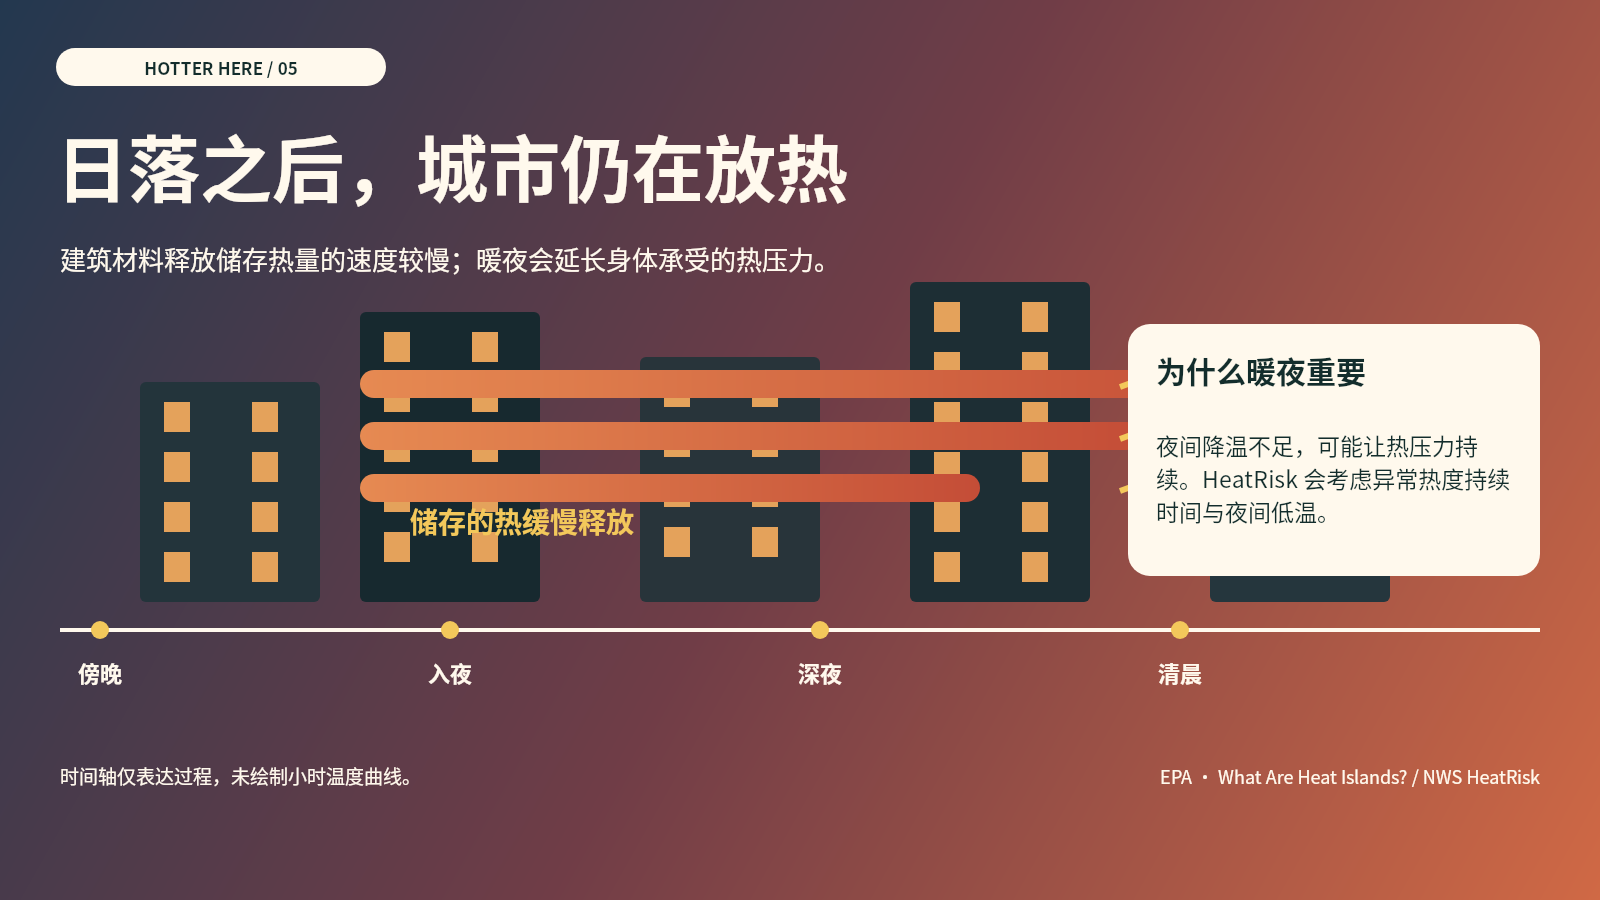 HOTTER HERE / 05
日落之后，城市仍在放热
建筑材料释放储存热量的速度较慢；暖夜会延长身体承受的热压力。
为什么暖夜重要
夜间降温不足，可能让热压力持
续。HeatRisk 会考虑异常热度持续
时间与夜间低温。
储存的热缓慢释放
傍晚
入夜
深夜
清晨
时间轴仅表达过程，未绘制小时温度曲线。
EPA · What Are Heat Islands? / NWS HeatRisk